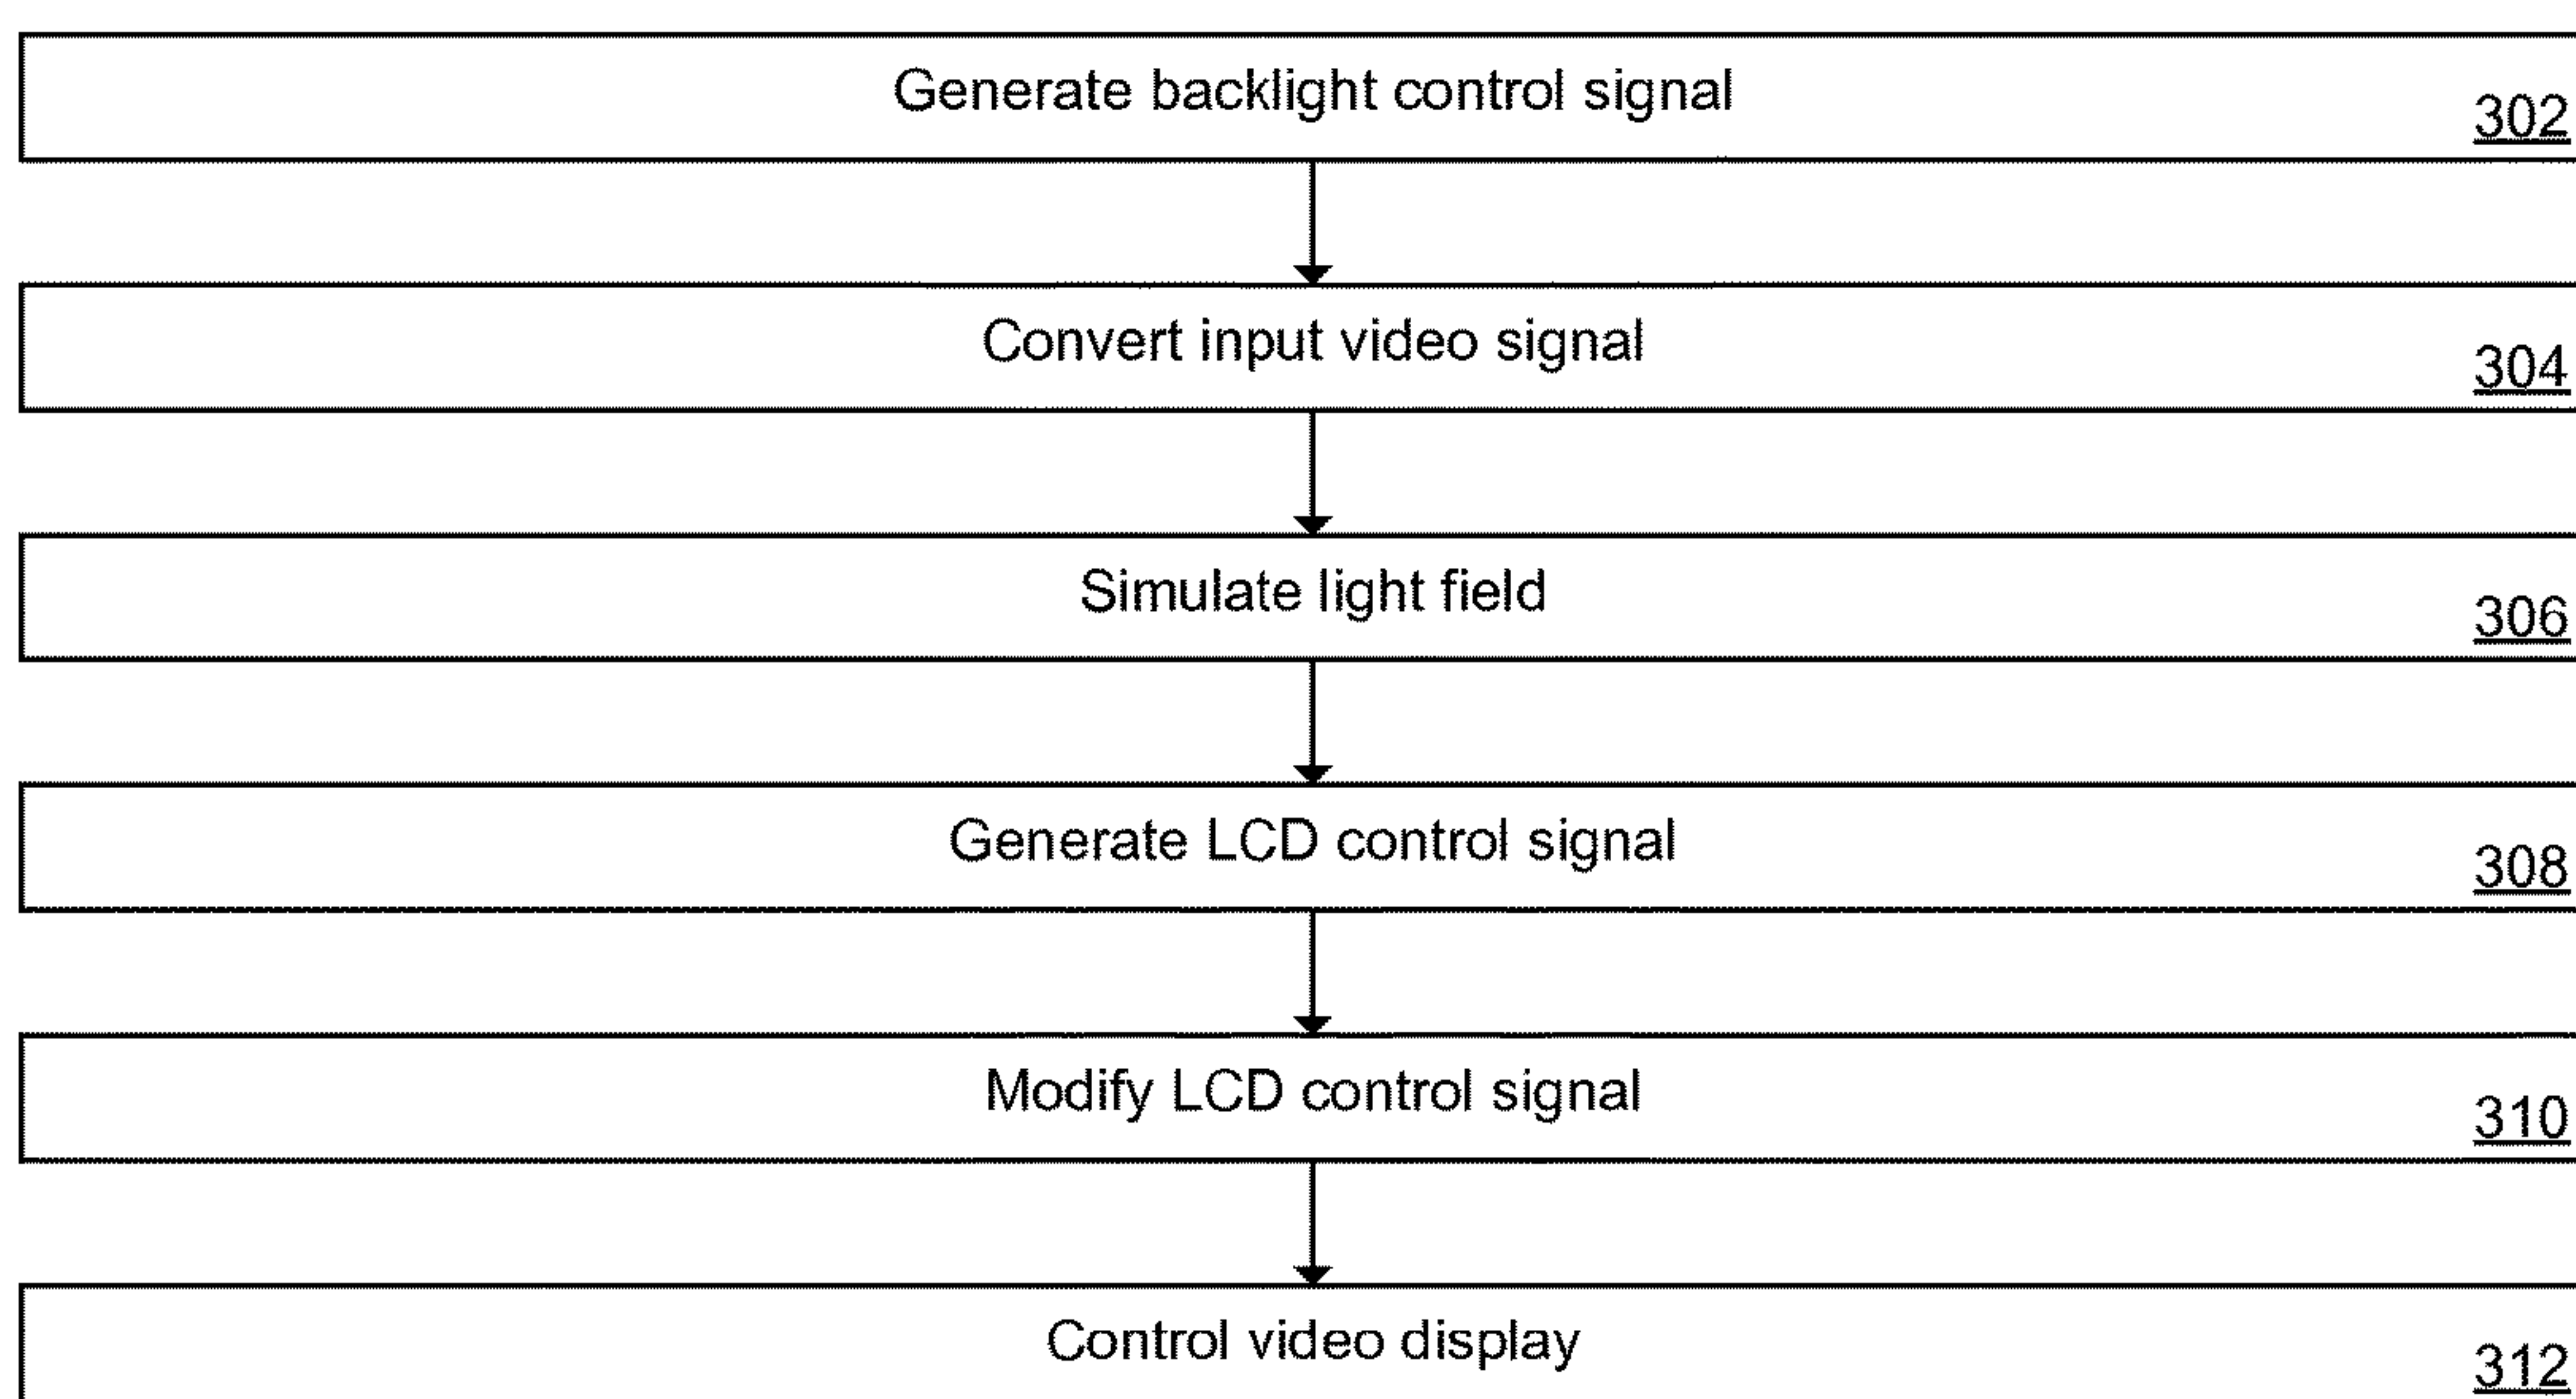 Generate backlight control signal
302
Convert input video signal
304
Simulate light field
306
Generate LCD control signal
308
Modify LCD control signal
310
Control video display
312